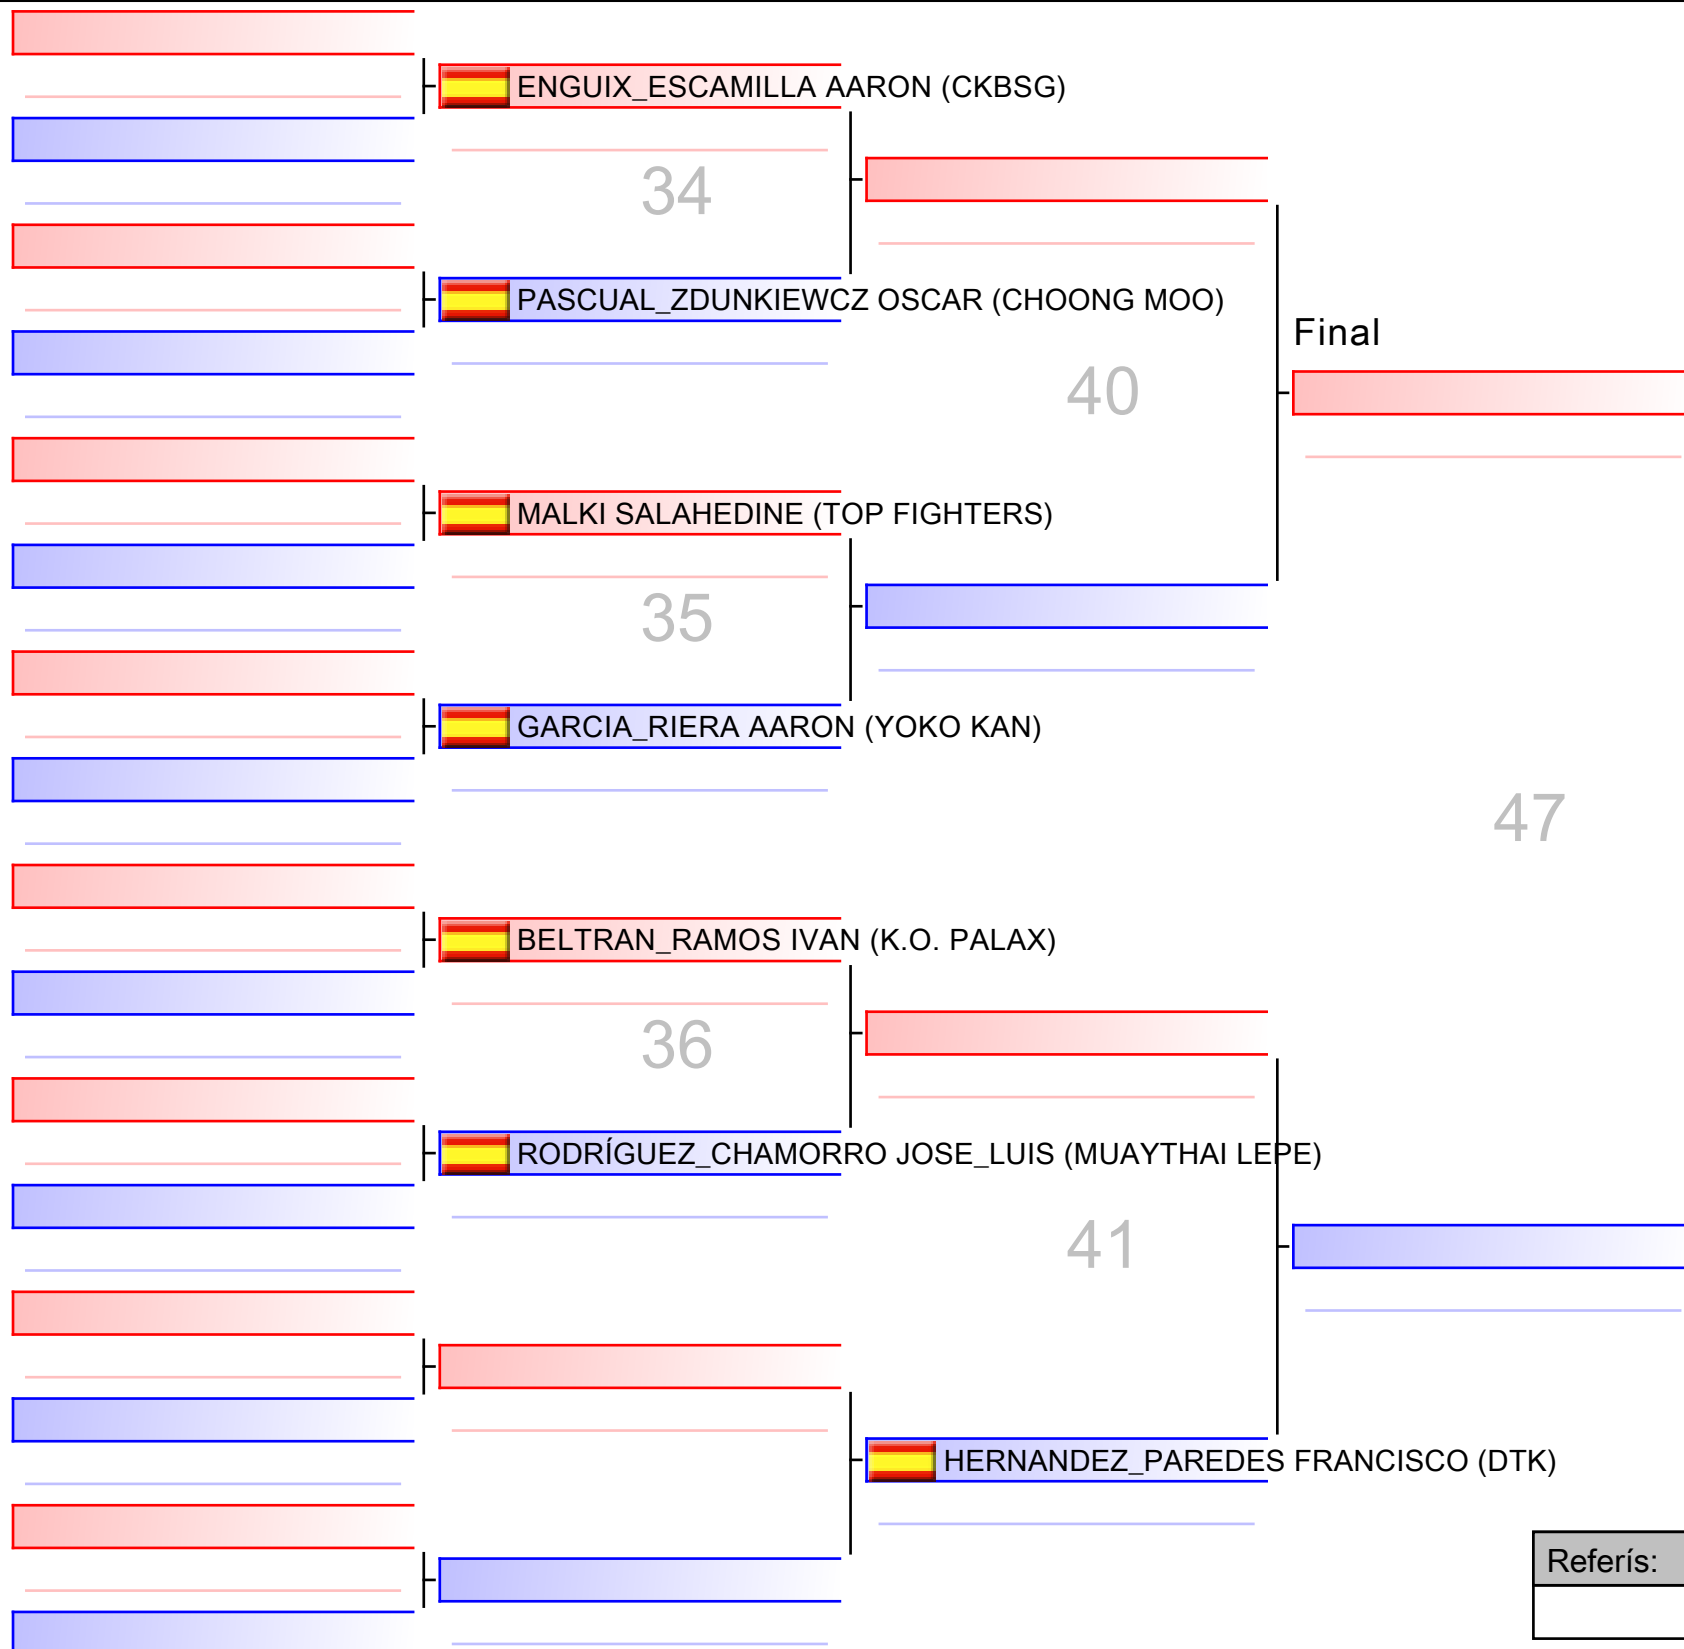 ENGUIX_ESCAMILLA AARON (CKBSG)
34
PASCUAL_ZDUNKIEWCZ OSCAR (CHOONG MOO)
Final
40
MALKI SALAHEDINE (TOP FIGHTERS)
35
GARCIA_RIERA AARON (YOKO KAN)
47
BELTRAN_RAMOS IVAN (K.O. PALAX)
36
RODRÍGUEZ_CHAMORRO JOSE_LUIS (MUAYTHAI LEPE)
41
HERNANDEZ_PAREDES FRANCISCO (DTK)
Referís: